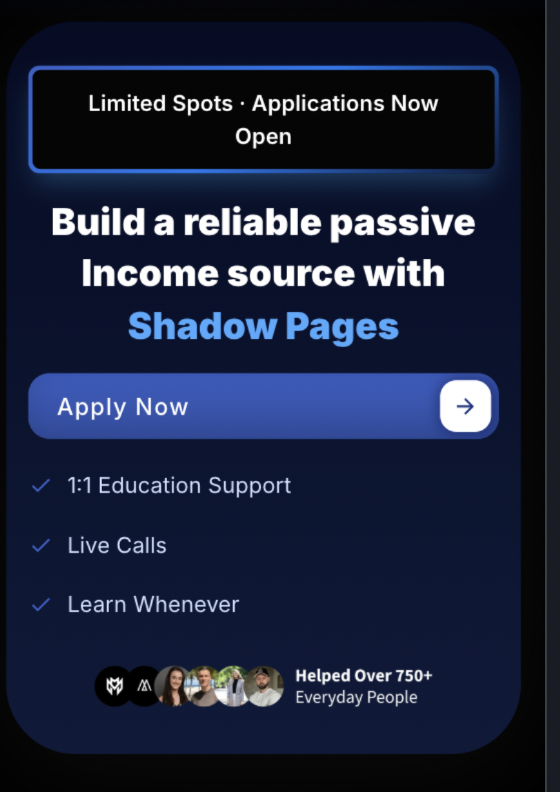 Limited Spots · Applications Now
Open
Build a reliable passive
Income source with
Shadow Pages
Apply Now
1:1 Education Support
Live Calls
Learn Whenever
Helped Over 750+
Everyday People